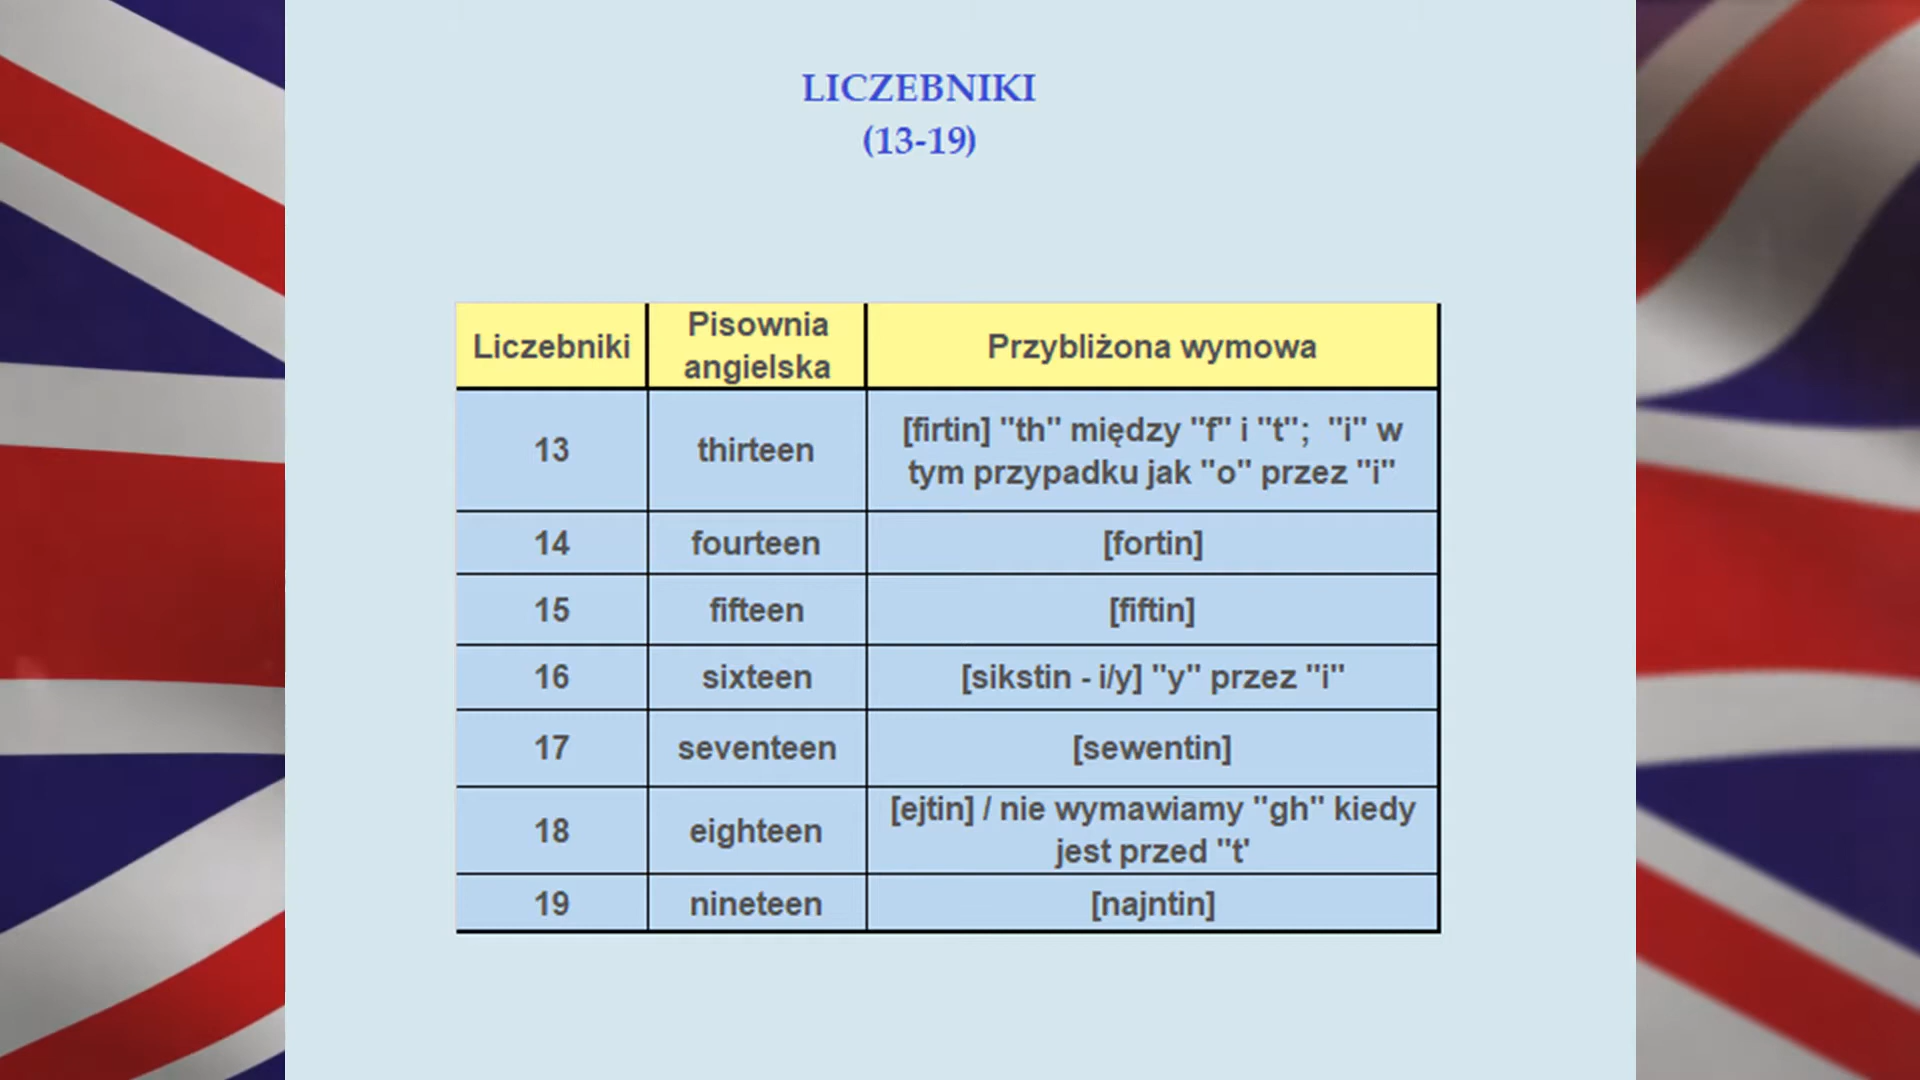 LICZEBNIKI
(13-19)
Liczebniki
Pisownia
angielska
Przybliżona wymowa
13
thirteen
[firtin] "th" między "f" i "t";  "i" w
tym przypadku jak "o" przez "i"
14
fourteen
[fortin]
15
fifteen
[fiftin]
16
sixteen
[sikstin - i/y] "y" przez "i"
17
seventeen
[sewentin]
18
eighteen
[ejtin] / nie wymawiamy "gh" kiedy
jest przed "t'
19
nineteen
[najntin]